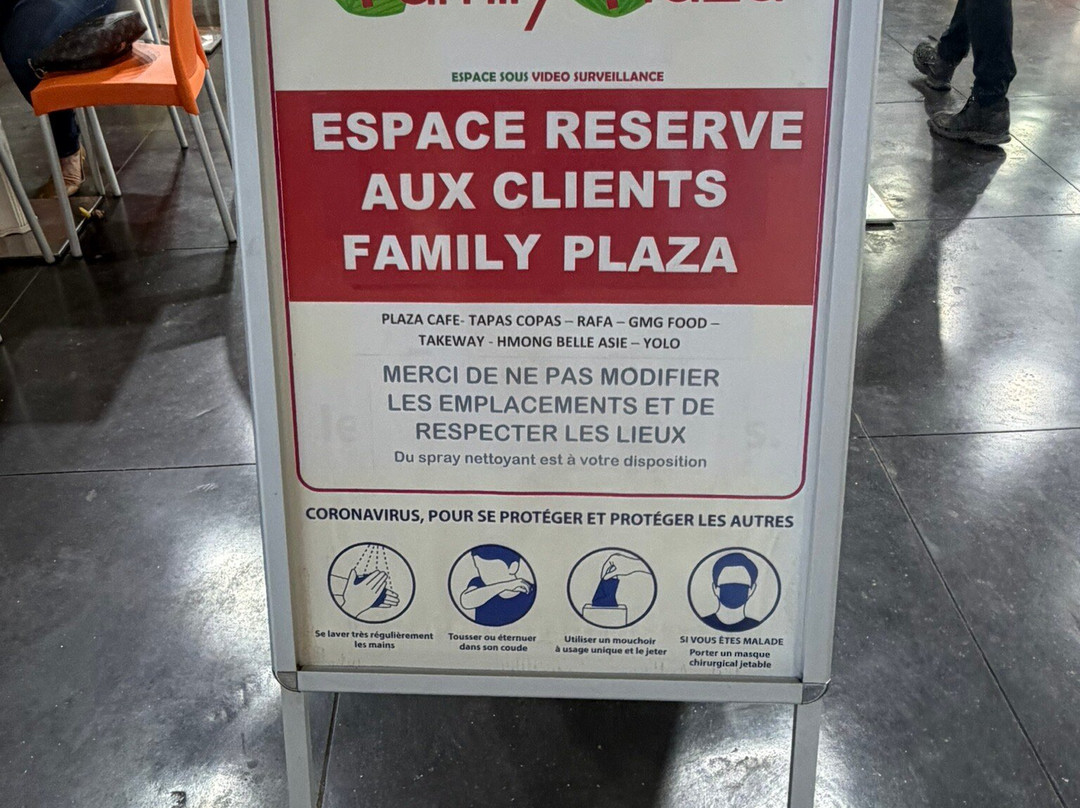 Family Plaza
ESPACE SOUS VIDEO SURVEILLANCE
ESPACE RESERVE
AUX CLIENTS
FAMILY PLAZA
PLAZA CAFE- TAPAS COPAS – RAFA – GMG FOOD –
TAKEWAY - HMONG BELLE ASIE – YOLO
MERCI DE NE PAS MODIFIER
LES EMPLACEMENTS ET DE
RESPECTER LES LIEUX
Du spray nettoyant est à votre disposition
CORONAVIRUS, POUR SE PROTÉGER ET PROTÉGER LES AUTRES
Se laver très régulièrement
les mains
Tousser ou éternuer
dans son coude
Utiliser un mouchoir
à usage unique et le jeter
SI VOUS ÊTES MALADE
Porter un masque
chirurgical jetable